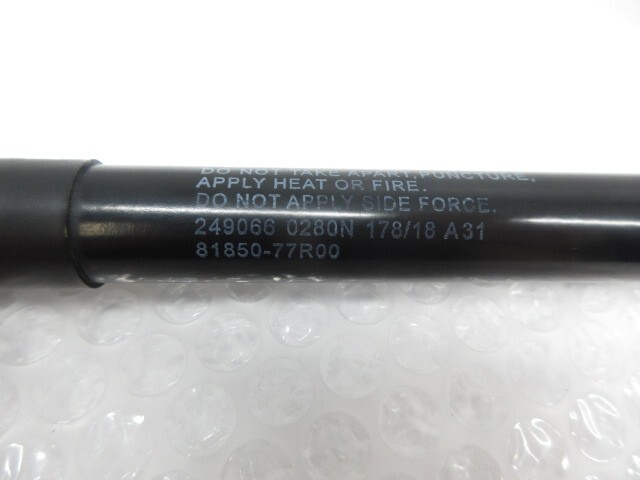 DO NOT TAKE APART, PUNCTURE,
APPLY HEAT OR FIRE.
DO NOT APPLY SIDE FORCE.
249066 0280N 178/18 A31
81850-77R00